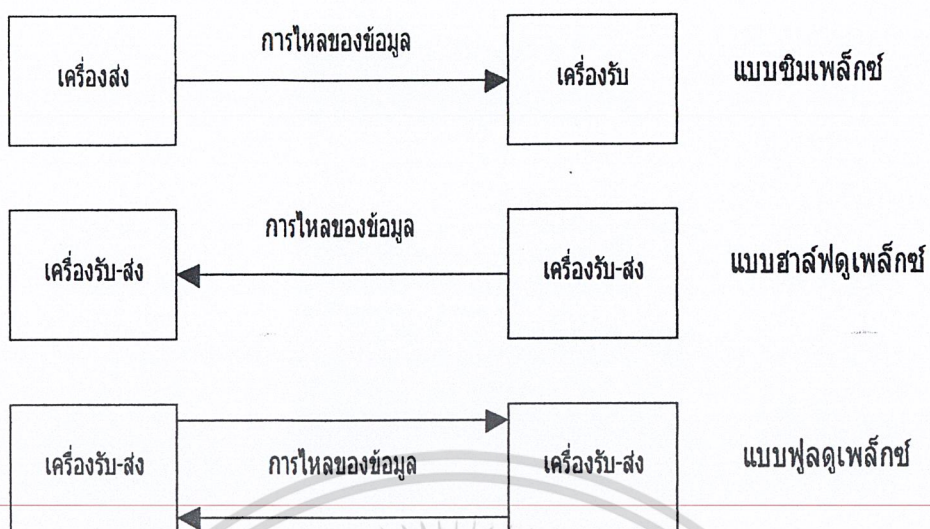 การไหลของข้อมูล
เครื่องส่ง เครื่องรับ แบบซิมเพล็กซ์
การไหลของข้อมูล
เครื่องรับ-ส่ง เครื่องรับ-ส่ง แบบฮาล์ฟดูเพล็กซ์
เครื่องรับ-ส่ง การไหลของข้อมูล เครื่องรับ-ส่ง แบบฟูลดูเพล็กซ์